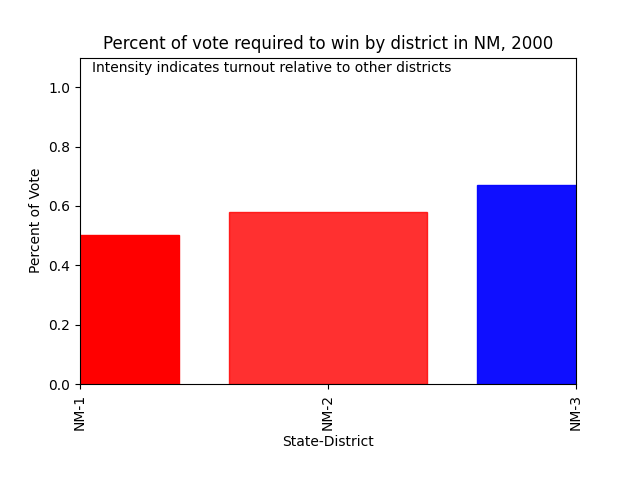 Percent of vote required to win by district in NM, 2000
Intensity indicates turnout relative to other districts
1.0
0.8
0.6
0.4
0.2
0.0
Percent of Vote
NM-1
NM-2
NM-3
State-District